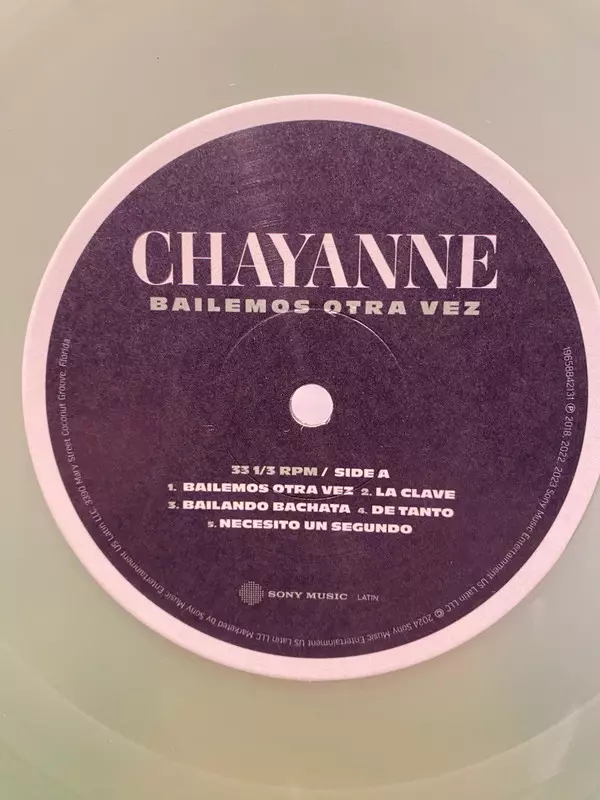 CHAYANNE
BAILEMOS OTRA VEZ
33 1/3 RPM / SIDE A
1. BAILEMOS OTRA VEZ 2. LA CLAVE
3. BAILANDO BACHATA 4. DE TANTO
5. NECESITO UN SEGUNDO
SONY MUSIC LATIN
19658842131 ℗ 2018, 2022, 2023 Sony Music Entertainment US Latin LLC © 2024 Sony Music Entertainment US Latin LLC Marketed by Sony Music Entertainment US Latin LLC, 3390 Mary Street Coconut Groove, Florida